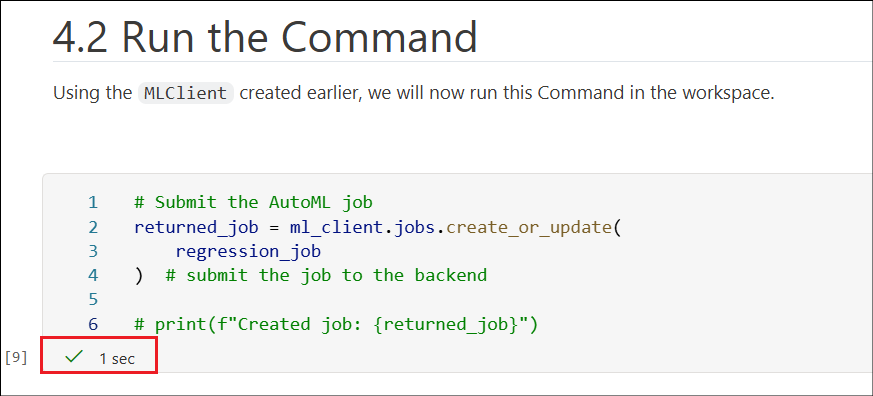 4.2 Run the Command
Using the MLClient created earlier, we will now run this Command in the workspace.
1 # Submit the AutoML job
2 returned_job = ml_client.jobs.create_or_update(
3     regression_job
4 )  # submit the job to the backend
5
6 # print(f"Created job: {returned_job}")
[9] ✓ 1 sec